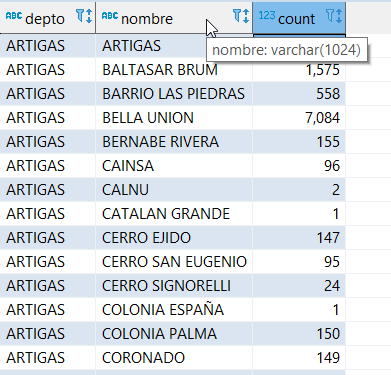 ABC depto ABC nombre 123 count
ARTIGAS ARTIGAS
nombre: varchar(1024)
ARTIGAS BALTASAR BRUM 1,575
ARTIGAS BARRIO LAS PIEDRAS 558
ARTIGAS BELLA UNION 7,084
ARTIGAS BERNABE RIVERA 155
ARTIGAS CAINSA 96
ARTIGAS CALNU 2
ARTIGAS CATALAN GRANDE 1
ARTIGAS CERRO EJIDO 147
ARTIGAS CERRO SAN EUGENIO 95
ARTIGAS CERRO SIGNORELLI 24
ARTIGAS COLONIA ESPAÑA 1
ARTIGAS COLONIA PALMA 150
ARTIGAS CORONADO 149